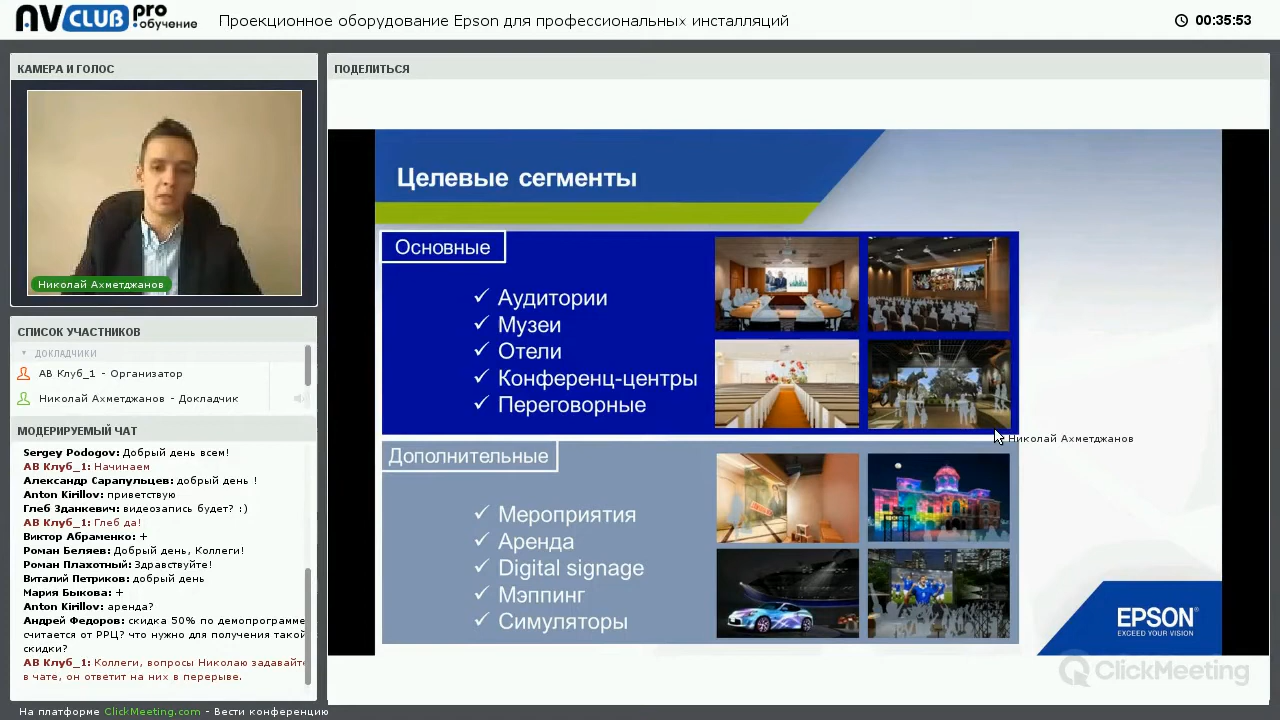 AV CLUB pro :обучение
Проекционное оборудование Epson для профессиональных инсталляций
00:35:53
КАМЕРА И ГОЛОС
Николай Ахметджанов
СПИСОК УЧАСТНИКОВ
ДОКЛАДЧИКИ
АВ Клуб_1 - Организатор
Николай Ахметджанов - Докладчик
МОДЕРИРУЕМЫЙ ЧАТ
Sergey Podogov: Добрый день всем!
АВ Клуб_1: Начинаем
Александр Сарапульцев: добрый день !
Anton Kirillov: приветствую
Глеб Зданкевич: видеозапись будет? :)
АВ Клуб_1: Глеб да!
Виктор Абраменко: +
Роман Беляев: Добрый день, Коллеги!
Роман Плахотный: Здравствуйте!
Виталий Петриков: добрый день
Мария Быкова: +
Anton Kirillov: аренда?
Андрей Федоров: скидка 50% по демопрограмме
считается от РРЦ? что нужно для получения такой
скидки?
АВ Клуб_1: Коллеги, вопросы Николаю задавайте
в чате, он ответит на них в перерыве.
На платформе ClickMeeting.com - Вести конференцию
ПОДЕЛИТЬСЯ
Целевые сегменты
Основные
✓ Аудитории
✓ Музеи
✓ Отели
✓ Конференц-центры
✓ Переговорные
Николай Ахметджанов
Дополнительные
✓ Мероприятия
✓ Аренда
✓ Digital signage
✓ Мэппинг
✓ Симуляторы
EPSON®
EXCEED YOUR VISION
ClickMeeting